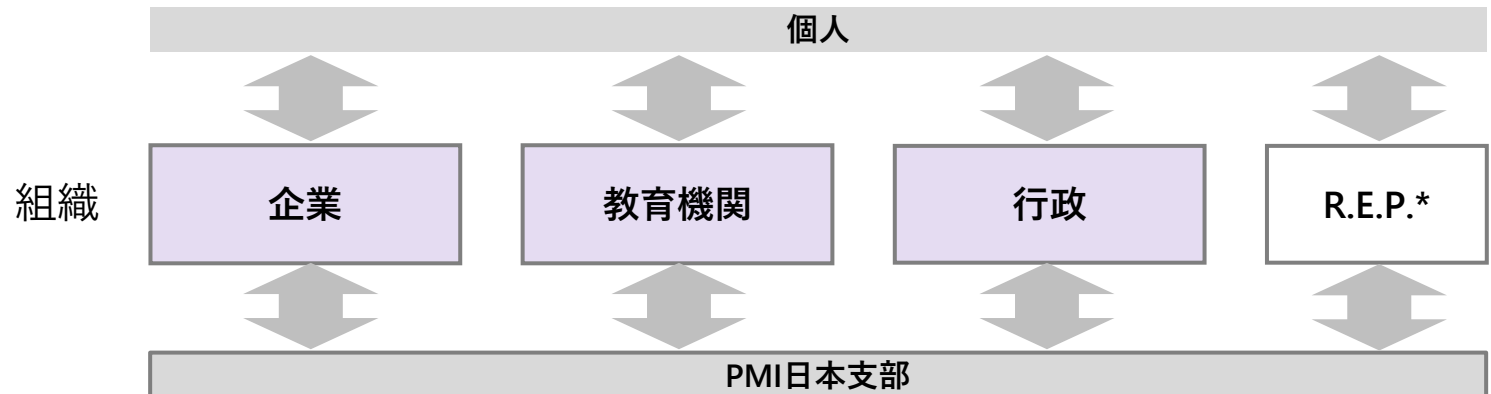 個人
組織
企業
教育機関
行政
R.E.P.*
PMI日本支部